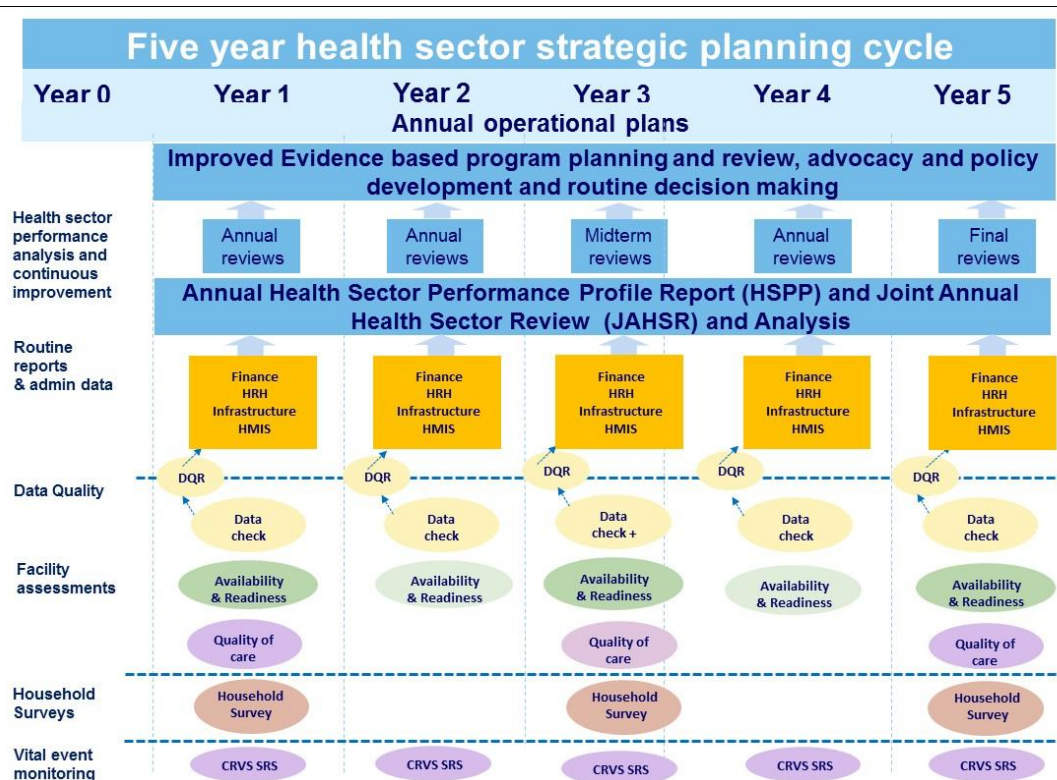 Five year health sector strategic planning cycle
Year 0 Year 1 Year 2 Year 3 Year 4 Year 5
Annual operational plans
Improved Evidence based program planning and review, advocacy and policy
development and routine decision making
Health sector
performance
analysis and
continuous
improvement
Annual
reviews
Annual
reviews
Midterm
reviews
Annual
reviews
Final
reviews
Annual Health Sector Performance Profile Report (HSPP) and Joint Annual
Health Sector Review (JAHSR) and Analysis
Routine
reports
& admin data
Finance
HRH
Infrastructure
HMIS
Finance
HRH
Infrastructure
HMIS
Finance
HRH
Infrastructure
HMIS
Finance
HRH
Infrastructure
HMIS
Finance
HRH
Infrastructure
HMIS
Data Quality
DQR
DQR
DQR
DQR
DQR
Data
check
Data
check
Data
check +
Data
check
Data
check
Facility
assessments
Availability
& Readiness
Availability
& Readiness
Availability
& Readiness
Availability
& Readiness
Availability
& Readiness
Quality of
care
Quality of
care
Quality of
care
Household
Surveys
Household
Survey
Household
Survey
Household
Survey
Vital event
monitoring
CRVS SRS
CRVS SRS
CRVS SRS
CRVS SRS
CRVS SRS